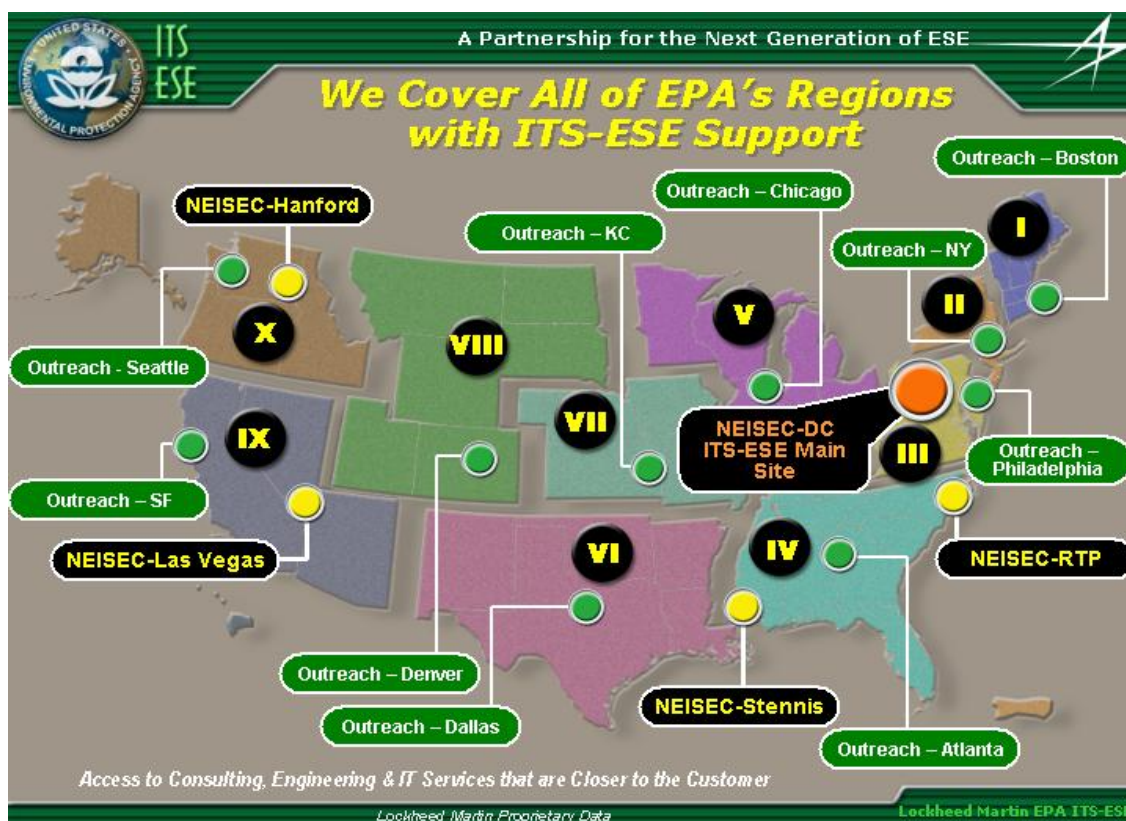 UNITED STATES
ENVIRONMENTAL PROTECTION AGENCY
ITS
ESE
A Partnership for the Next Generation of ESE
We Cover All of EPA's Regions
with ITS-ESE Support
Outreach – Boston
Outreach – Chicago
NEISEC-Hanford
Outreach – KC
Outreach – NY
I
II
V
X
VIII
Outreach - Seattle
VII
IX
NEISEC-DC
ITS-ESE Main
Site
III
Outreach –
Philadelphia
Outreach – SF
NEISEC-Las Vegas
VI
IV
NEISEC-RTP
Outreach – Denver
NEISEC-Stennis
Outreach – Dallas
Outreach – Atlanta
Access to Consulting, Engineering & IT Services that are Closer to the Customer
Lockheed Martin Proprietary Data
Lockheed Martin EPA ITS-ESE